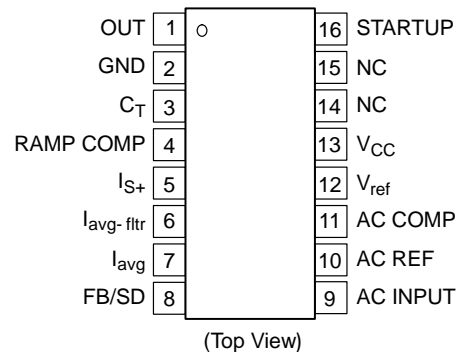 OUT 1 16 STARTUP
GND 2 15 NC
C_T 3 14 NC
RAMP COMP 4 13 V_CC
I_S+ 5 12 V_ref
I_avg-fltr 6 11 AC COMP
I_avg 7 10 AC REF
FB/SD 8 9 AC INPUT
(Top View)